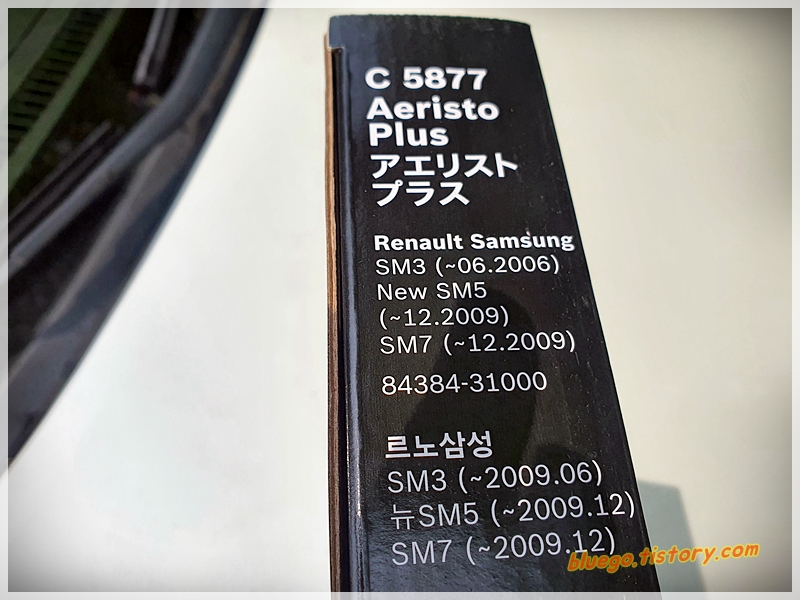 C 5877
Aeristo
Plus
アエリスト
プラス
Renault Samsung
SM3 (~06.2006)
New SM5
(~12.2009)
SM7 (~12.2009)
84384-31000
르노삼성
SM3 (~2009.06)
뉴SM5 (~2009.12)
SM7 (~2009.12)
bluego.tistory.com